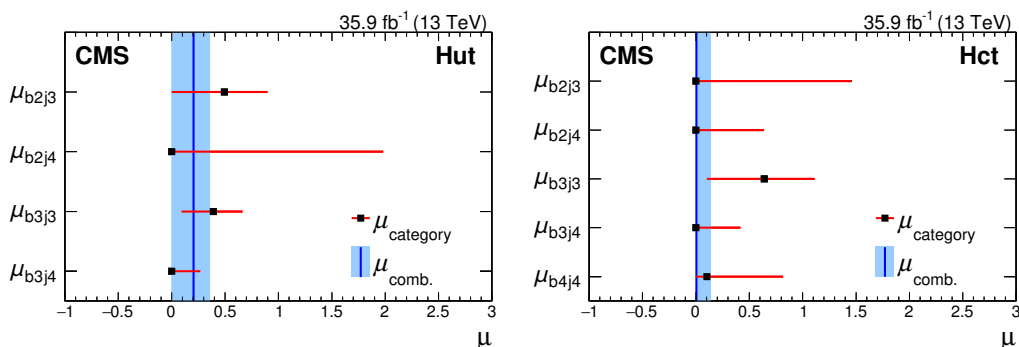 35.9 fb⁻¹ (13 TeV)
CMS Hut
μb2j3
μb2j4
μb3j3
μb3j4
μcategory
μcomb.
−1 −0.5 0 0.5 1 1.5 2 2.5 3
μ
35.9 fb⁻¹ (13 TeV)
CMS Hct
μb2j3
μb2j4
μb3j3
μb3j4
μb4j4
μcategory
μcomb.
−1 −0.5 0 0.5 1 1.5 2 2.5 3
μ